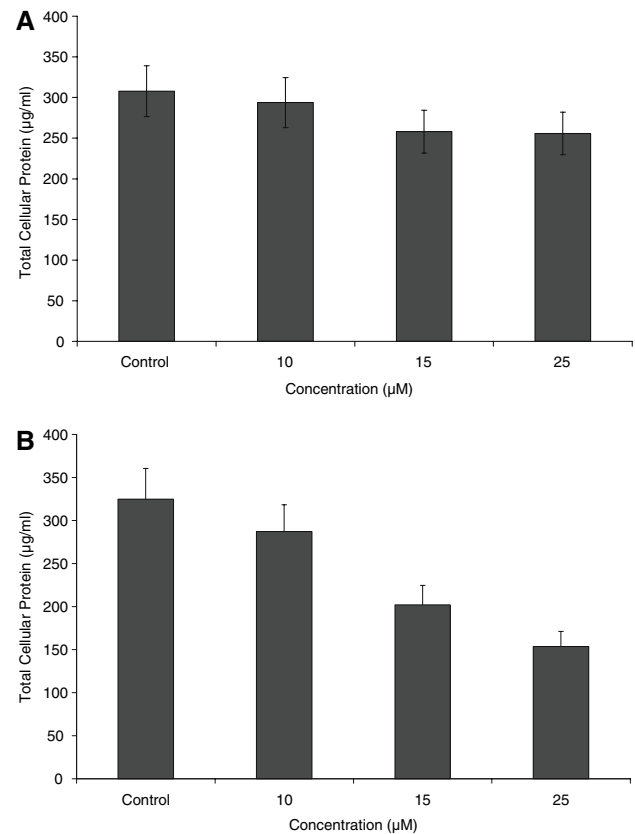 A
400
350
300
250
200
150
100
50
0
Total Cellular Protein (µg/ml)
Control 10 15 25
Concentration (µM)
B
400
350
300
250
200
150
100
50
0
Total Cellular Protein (µg/ml)
Control 10 15 25
Concentration (µM)